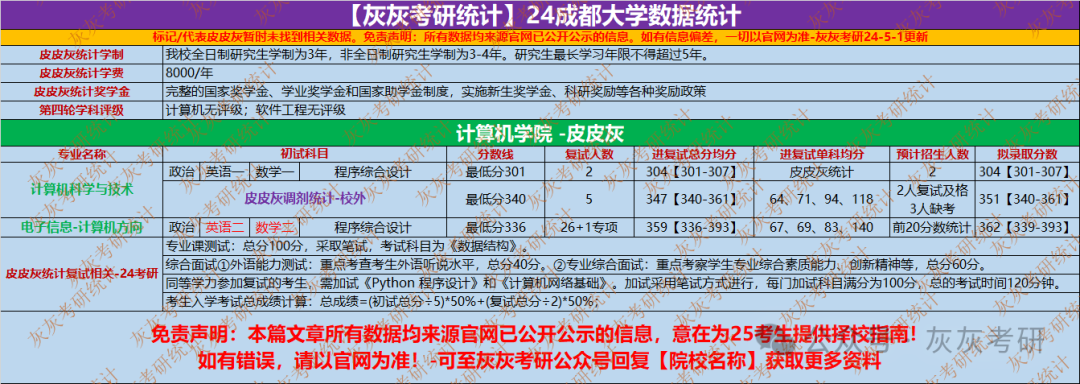 【灰灰考研统计】24成都大学数据统计
标记/代表皮皮灰暂时未找到相关数据。免责声明：所有数据均来源官网已公开公示的信息。如有信息偏差，一切以官网为准-灰灰考研24-5-1更新
皮皮灰统计学制 我校全日制研究生学制为3年，非全日制研究生学制为3-4年。研究生最长学习年限不得超过5年。
皮皮灰统计学费 8000/年
皮皮灰统计奖学金 完整的国家奖学金、学业奖学金和国家助学金制度，实施新生奖学金、科研奖励等各种奖励政策
第四轮学科评级 计算机无评级；软件工程无评级
计算机学院 -皮皮灰
专业名称 初试科目 分数线 复试人数 进复试总分均分 进复试单科均分 预计招生人数 拟录取分数
计算机科学与技术 政治 英语一 数学一 程序综合设计 最低分301 2 304【301-307】 皮皮灰统计 2 304【301-307】
皮皮灰调剂统计-校外 最低分340 5 347【340-361】 64、71、94、118 2人复试及格 3人缺考 351【340-361】
电子信息-计算机方向 政治 英语二 数学二 程序综合设计 最低分336 26+1专项 359【336-393】 67、69、83、140 前20分数统计 362【339-393】
皮皮灰统计复试相关-24考研 专业课测试：总分100分，采取笔试，考试科目为《数据结构》。
综合面试①外语能力测试：重点考查考生外语听说水平，总分40分。②专业综合面试：重点考察学生专业综合素质能力、创新精神等，总分60分。
同等学力参加复试的考生，需加试《Python 程序设计》和《计算机网络基础》。加试采用笔试方式进行，每门加试科目满分为100分，总的考试时间120分钟。
考生入学考试总成绩计算：总成绩=(初试总分÷5)*50%+(复试总分÷2)*50%；
免责声明：本篇文章所有数据均来源官网已公开公示的信息，意在为25考生提供择校指南！
如有错误，请以官网为准！-可至灰灰考研公众号回复【院校名称】获取更多资料
公众号 灰灰考研
灰灰考研统计